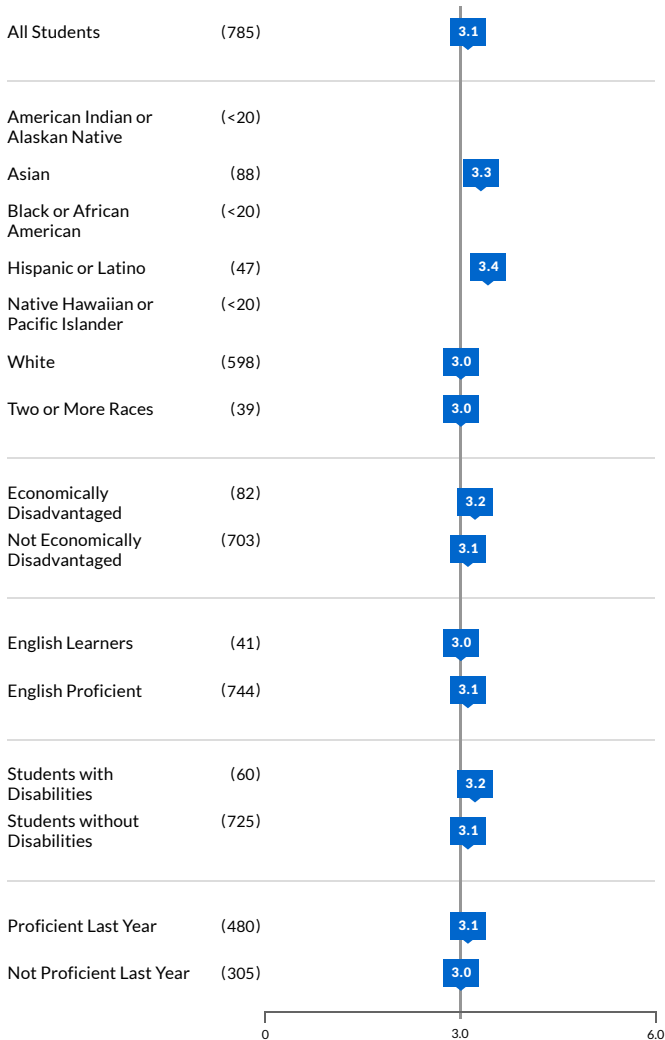 All Students (785) 3.1
American Indian or (<20)
Alaskan Native
Asian (88) 3.3
Black or African (<20)
American
Hispanic or Latino (47) 3.4
Native Hawaiian or (<20)
Pacific Islander
White (598) 3.0
Two or More Races (39) 3.0
Economically (82) 3.2
Disadvantaged
Not Economically (703) 3.1
Disadvantaged
English Learners (41) 3.0
English Proficient (744) 3.1
Students with (60) 3.2
Disabilities
Students without (725) 3.1
Disabilities
Proficient Last Year (480) 3.1
Not Proficient Last Year (305) 3.0
0 3.0 6.0